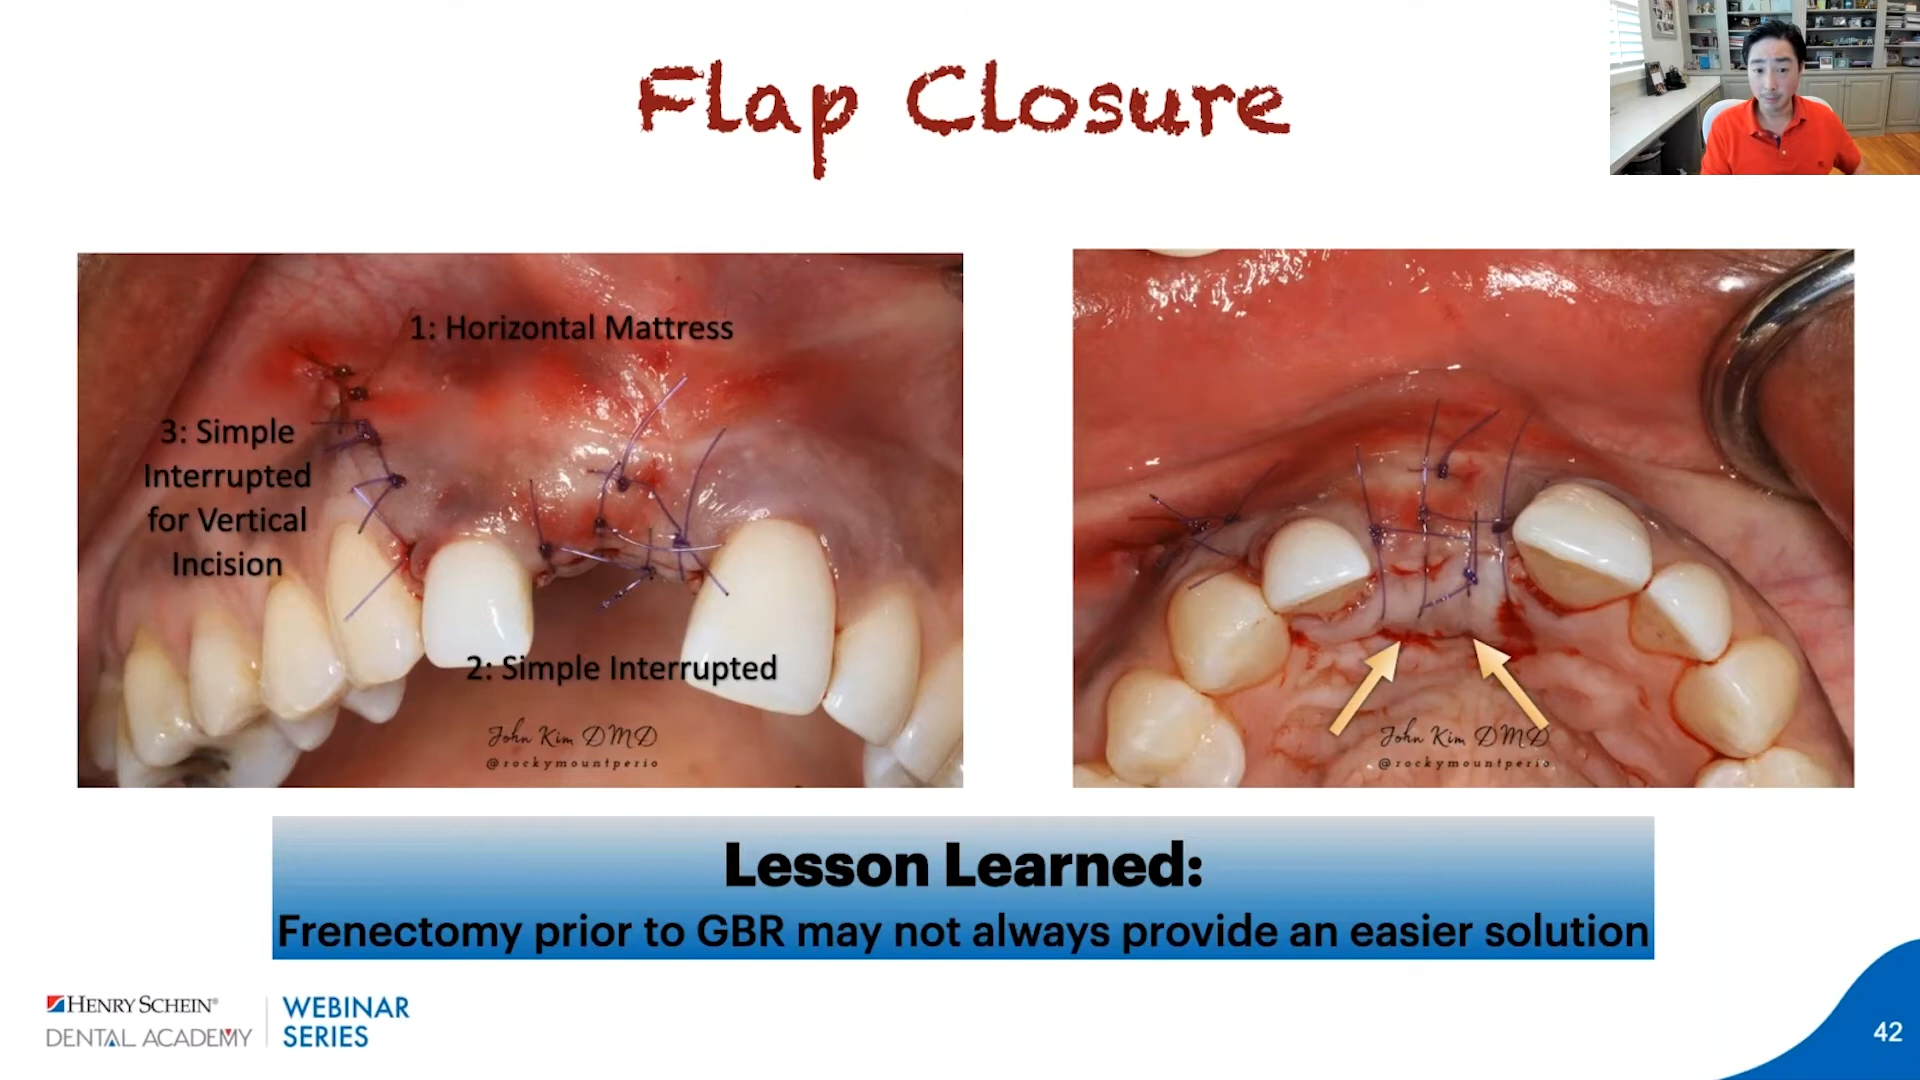 Flap Closure
1: Horizontal Mattress
3: Simple
Interrupted
for Vertical
Incision
2: Simple Interrupted
John Kim DMD
@rockymountperio
John Kim DMD
@rockymountperio
Lesson Learned:
Frenectomy prior to GBR may not always provide an easier solution
HENRY SCHEIN®
DENTAL ACADEMY
WEBINAR
SERIES
42